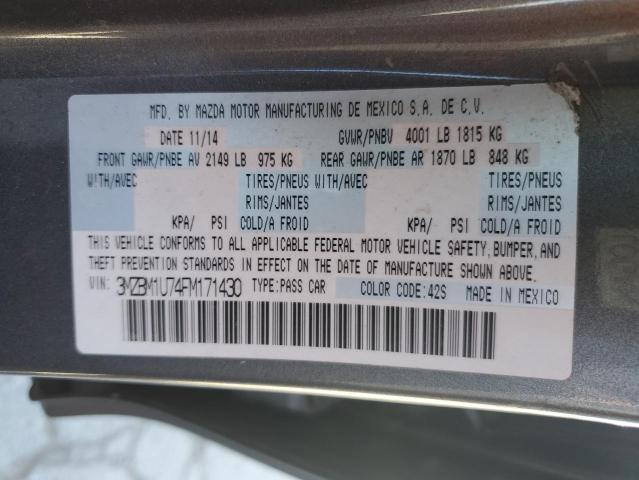 MFD. BY MAZDA MOTOR MANUFACTURING DE MEXICO S.A. DE C.V.
DATE 11/14 GVWR/PNBV 4001 LB 1815 KG
FRONT GAWR/PNBE AV 2149 LB 975 KG REAR GAWR/PNBE AR 1870 LB 848 KG
WITH/AVEC TIRES/PNEUS WITH/AVEC TIRES/PNEUS
RIMS/JANTES RIMS/JANTES
KPA/ PSI COLD/A FROID KPA/ PSI COLD/A FROID
THIS VEHICLE CONFORMS TO ALL APPLICABLE FEDERAL MOTOR VEHICLE SAFETY, BUMPER, AND
THEFT PREVENTION STANDARDS IN EFFECT ON THE DATE OF MANUFACTURE SHOWN ABOVE.
VIN: 3MZBM1U74FM171430 TYPE:PASS CAR COLOR CODE:42S MADE IN MEXICO